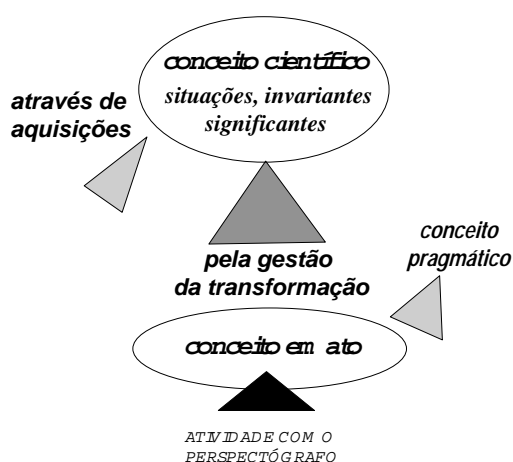 conceito científico
situações, invariantes
significantes
através de
aquisições
conceito
pragmático
pela gestão
da transformação
conceito em ato
ATIVIDADE COM O
PERSPECTÓGRAFO